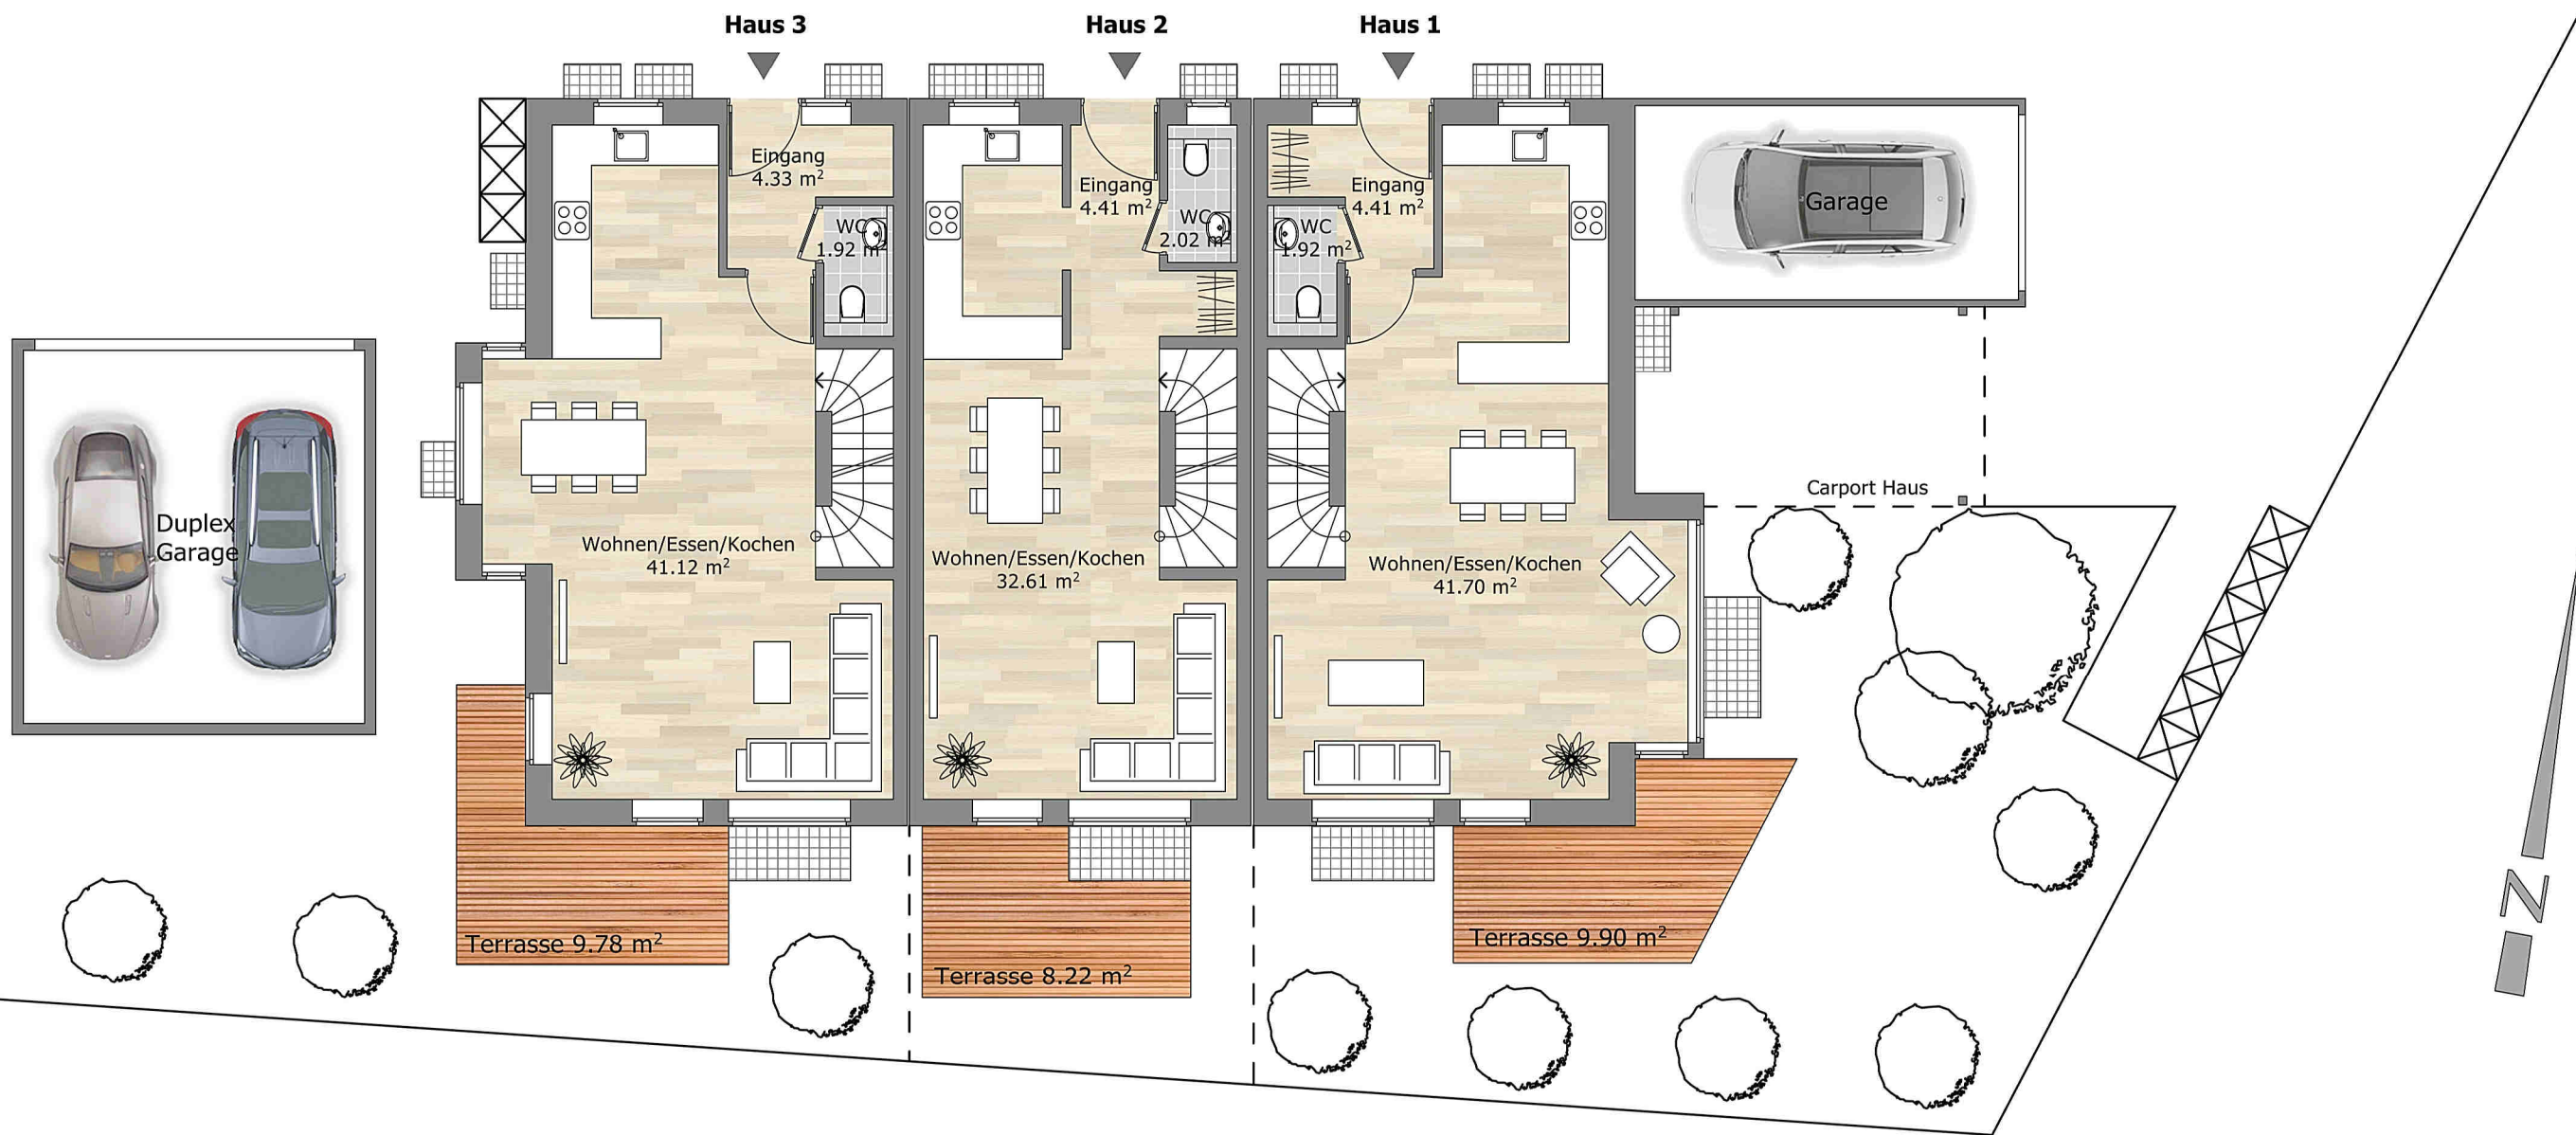 Haus 3
Haus 2
Haus 1
Eingang
4.33 m²
WC
1.92 m²
Eingang
4.41 m²
WC
2.02 m²
Eingang
4.41 m²
WC
1.92 m²
Garage
Duplex
Garage
Carport Haus
Wohnen/Essen/Kochen
41.12 m²
Wohnen/Essen/Kochen
32.61 m²
Wohnen/Essen/Kochen
41.70 m²
Terrasse 9.78 m²
Terrasse 8.22 m²
Terrasse 9.90 m²
N